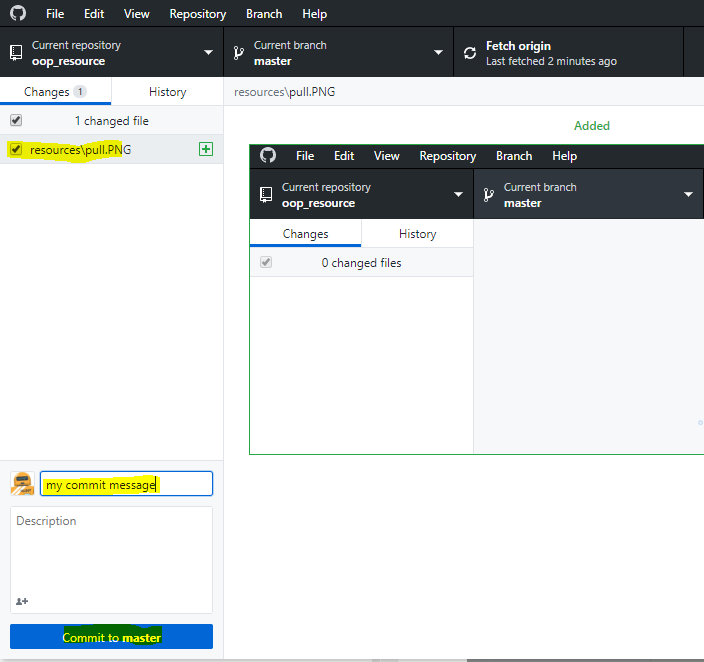 File Edit View Repository Branch Help
Current repository
oop_resource
Current branch
master
Fetch origin
Last fetched 2 minutes ago
Changes 1
History
resources\pull.PNG
1 changed file
resources\pull.PNG
Added
File Edit View Repository Branch Help
Current repository
oop_resource
Current branch
master
Changes
History
0 changed files
my commit message
Description
Commit to master